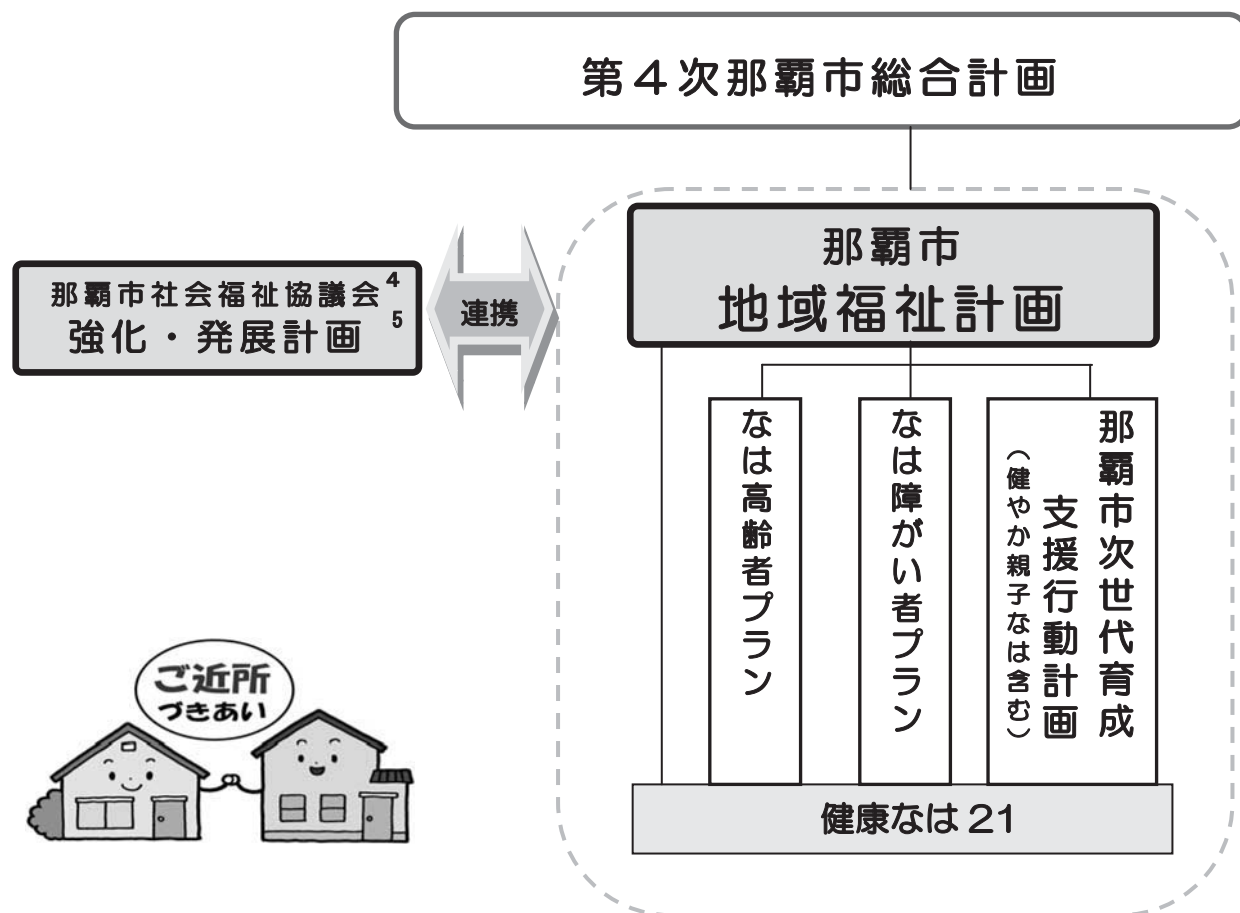 第4次那覇市総合計画
那覇市
地域福祉計画
那覇市社会福祉協議会4
強化・発展計画5
連携
なは高齢者プラン
なは障がい者プラン
那覇市次世代育成
支援行動計画
（健やか親子なは含む）
健康なは21
ご近所
づきあい